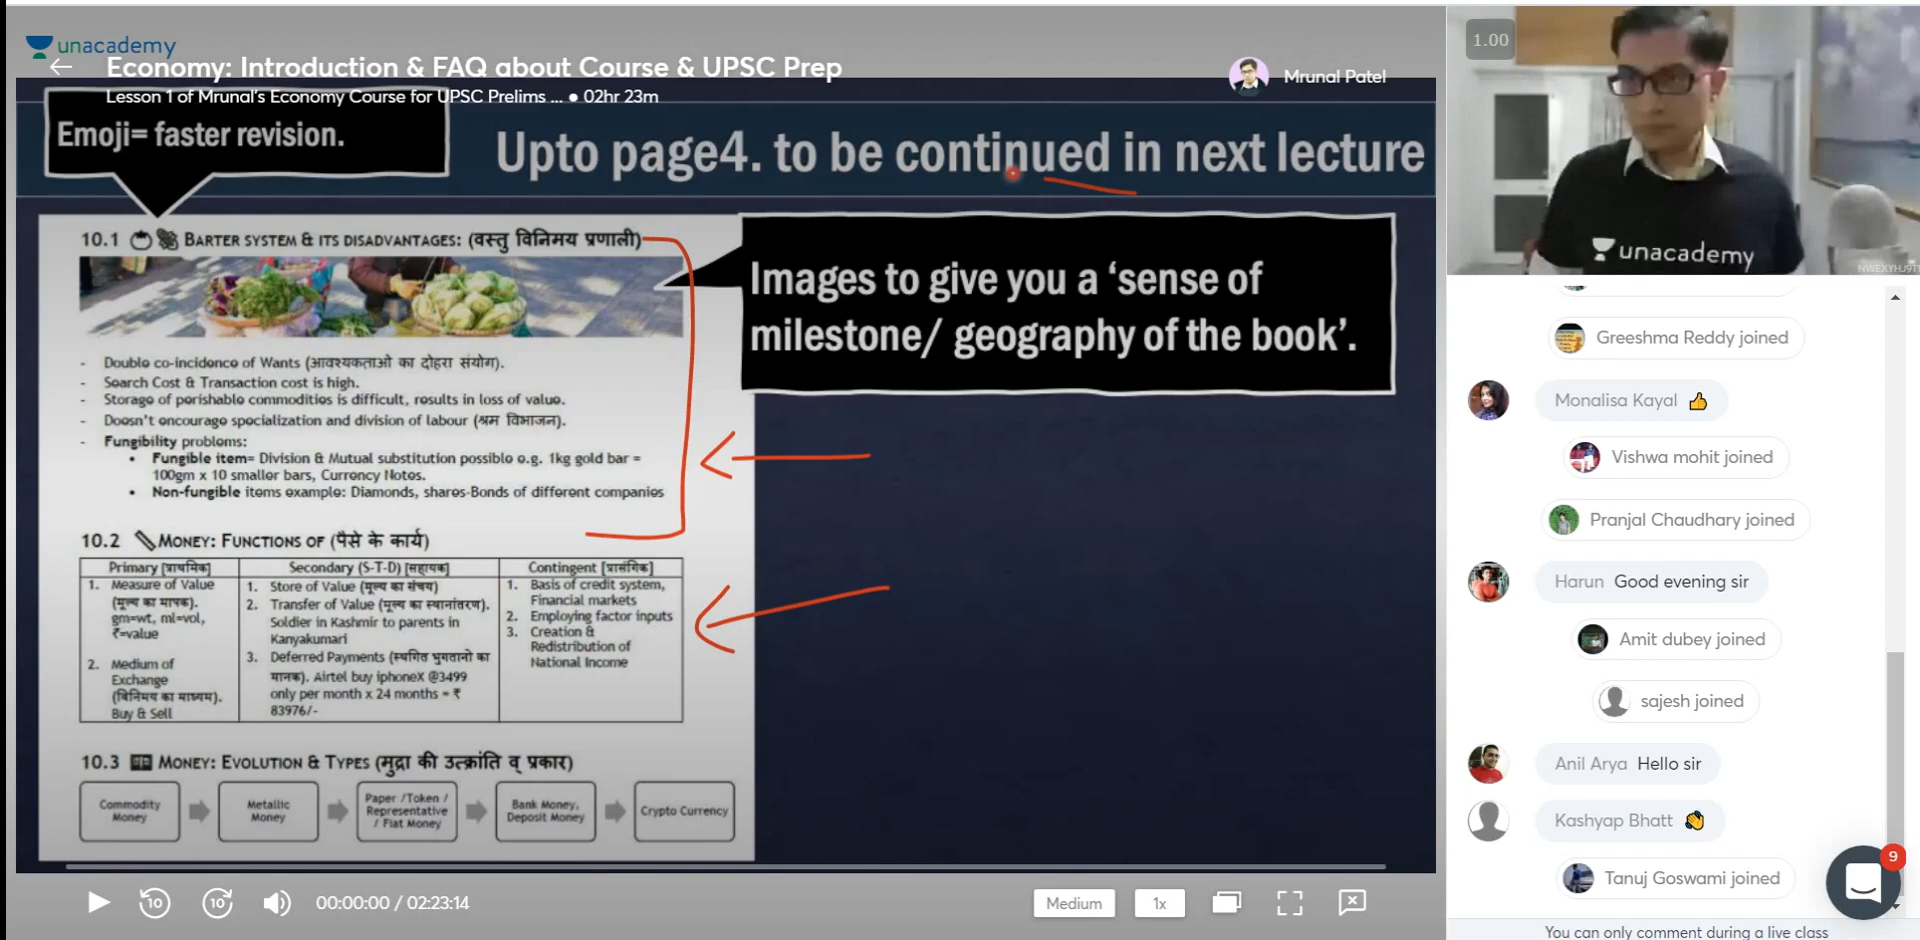 unacademy
Economy: Introduction & FAQ about Course & UPSC Prep
Lesson 1 of Mrunal's Economy Course for UPSC Prelims ... • 02hr 23m
Mrunal Patel
Emoji= faster revision.
Upto page4. to be continued in next lecture
10.1 BARTER SYSTEM & ITS DISADVANTAGES: (वस्तु विनिमय प्रणाली)
Images to give you a ‘sense of
milestone/ geography of the book’.
- Double co-incidence of Wants (आवश्यकताओ का दोहरा संयोग).
- Search Cost & Transaction cost is high.
- Storage of perishable commodities is difficult, results in loss of value.
- Doesn't encourage specialization and division of labour (श्रम विभाजन).
- Fungibility problems:
• Fungible item= Division & Mutual substitution possible e.g. 1kg gold bar =
100gm x 10 smaller bars, Currency Notes.
• Non-fungible items example: Diamonds, shares-Bonds of different companies
10.2 MONEY: FUNCTIONS OF (पैसे के कार्य)
Primary [प्राथमिक]
1. Measure of Value
(मूल्य का मापक).
gm=wt, ml=vol,
₹=value
2. Medium of
Exchange
(विनिमय का माध्यम).
Buy & Sell
Secondary (S-T-D) [सहायक]
1. Store of Value (मूल्य का संचय)
2. Transfer of Value (मूल्य का स्थानांतरण).
Soldier in Kashmir to parents in
Kanyakumari
3. Deferred Payments (स्थगित भुगतानो का
मानक). Airtel buy iphoneX @3499
only per month x 24 months = ₹
83976/-
Contingent [प्रासंगिक]
1. Basis of credit system,
Financial markets
2. Employing factor inputs
3. Creation &
Redistribution of
National Income
10.3 MONEY: EVOLUTION & TYPES (मुद्रा की उत्क्रांति व् प्रकार)
Commodity
Money
Metallic
Money
Paper /Token /
Representative
/ Fiat Money
Bank Money,
Deposit Money
Crypto Currency
10
10
00:00:00 / 02:23:14
Medium
1x
1.00
unacademy
Greeshma Reddy joined
Monalisa Kayal 👍
Vishwa mohit joined
Pranjal Chaudhary joined
Harun Good evening sir
Amit dubey joined
sajesh joined
Anil Arya Hello sir
Kashyap Bhatt 👏
Tanuj Goswami joined
9
You can only comment during a live class